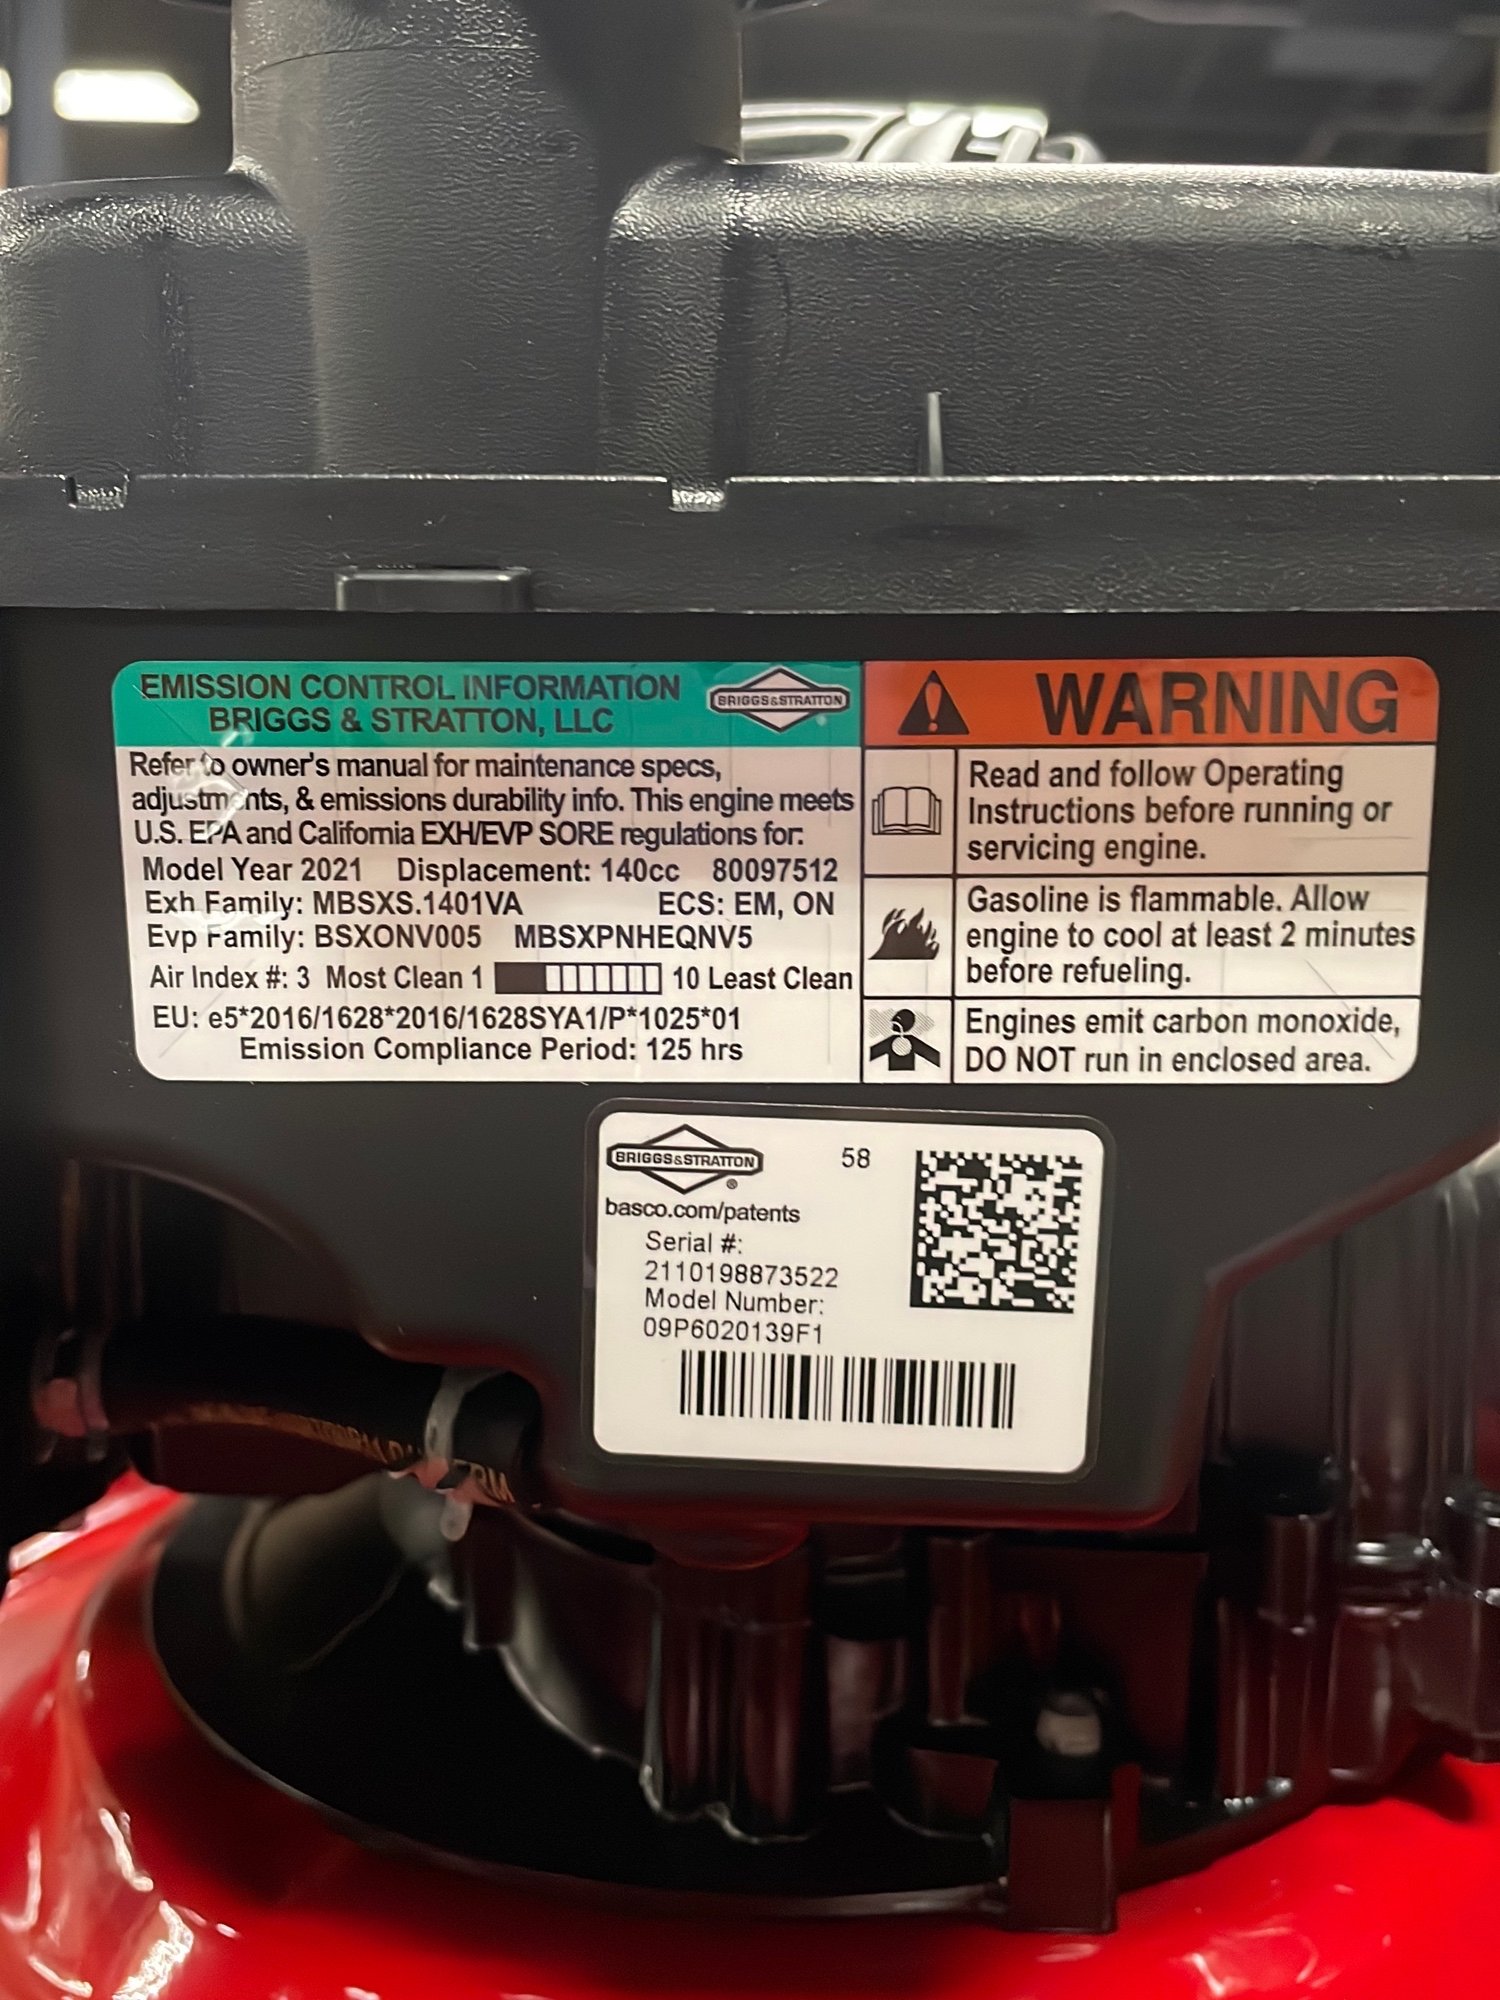 EMISSION CONTROL INFORMATION
BRIGGS & STRATTON, LLC
BRIGGS&STRATTON
®
Refer to owner's manual for maintenance specs,
adjustments, & emissions durability info. This engine meets
U.S. EPA and California EXH/EVP SORE regulations for:
Model Year 2021 Displacement: 140cc 80097512
Exh Family: MBSXS.1401VA ECS: EM, ON
Evp Family: BSXONV005 MBSXPNHEQNV5
Air Index #: 3 Most Clean 1 10 Least Clean
EU: e5*2016/1628*2016/1628SYA1/P*1025*01
Emission Compliance Period: 125 hrs
WARNING
Read and follow Operating
Instructions before running or
servicing engine.
Gasoline is flammable. Allow
engine to cool at least 2 minutes
before refueling.
Engines emit carbon monoxide,
DO NOT run in enclosed area.
BRIGGS&STRATTON
®
58
basco.com/patents
Serial #:
2110198873522
Model Number:
09P6020139F1